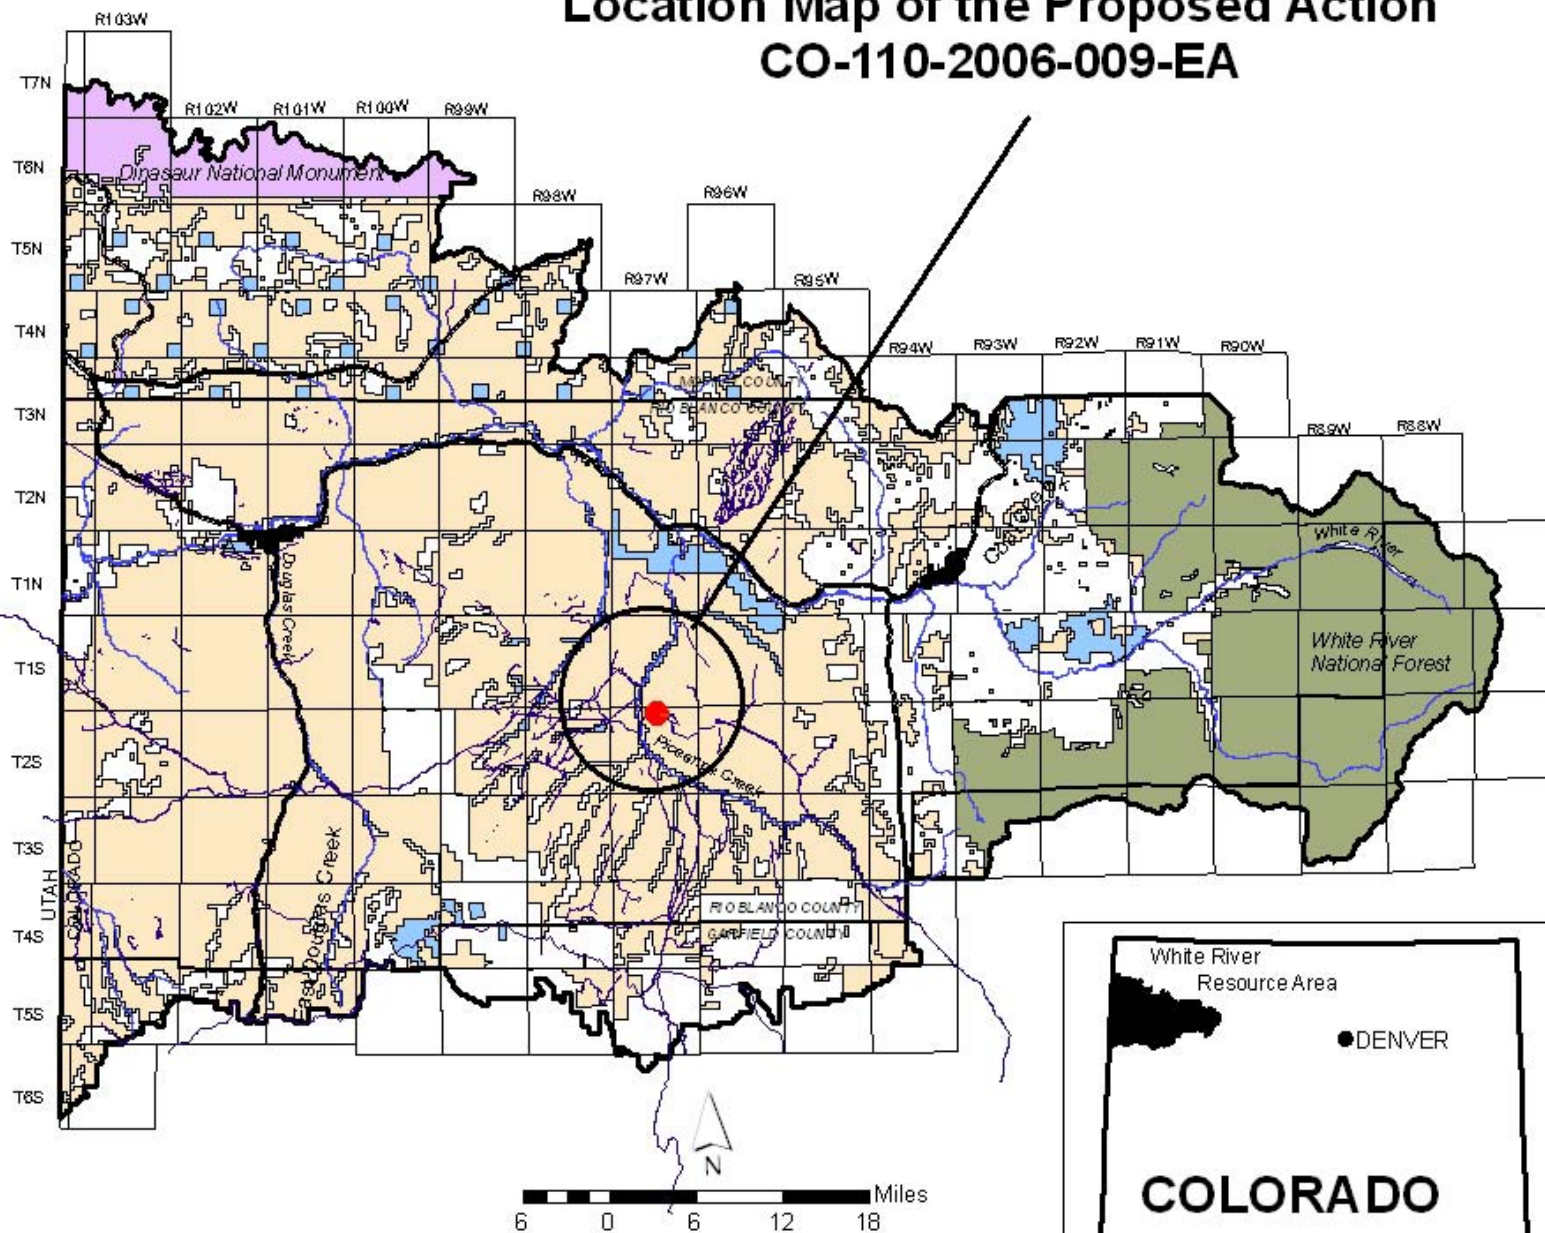 Location Map of the Proposed Action
CO-110-2006-009-EA
R103W
T7N
R102W
R101W
R100W
R99W
T6N
Dinasaur National Monument
R98W
R96W
T5N
R97W
R95W
T4N
R94W
R93W
R92W
R91W
R90W
MOFFAT COUNTY
RIO BLANCO COUNTY
T3N
R89W
R88W
T2N
White River
T1N
Douglas Creek
T1S
White River
National Forest
T2S
Piceance Creek
T3S
UTAH
COLORADO
East Douglas Creek
RIO BLANCO COUNTY
GARFIELD COUNTY
T4S
T5S
T6S
N
Miles
6 0 6 12 18
White River
Resource Area
DENVER
COLORADO